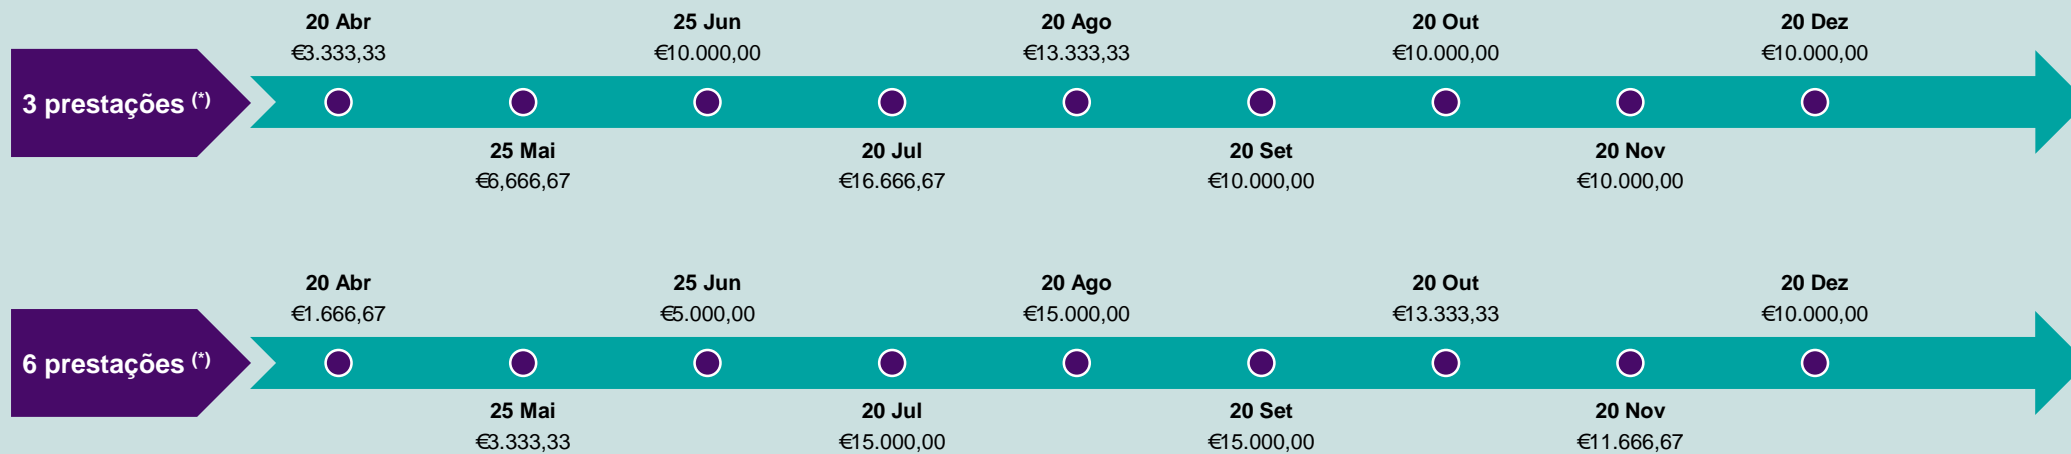 20 Abr
€3.333,33
25 Jun
€10.000,00
20 Ago
€13.333,33
20 Out
€10.000,00
20 Dez
€10.000,00
3 prestações (*)
25 Mai
€6,666,67
20 Jul
€16.666,67
20 Set
€10.000,00
20 Nov
€10.000,00
20 Abr
€1.666,67
25 Jun
€5.000,00
20 Ago
€15.000,00
20 Out
€13.333,33
20 Dez
€10.000,00
6 prestações (*)
25 Mai
€3.333,33
20 Jul
€15.000,00
20 Set
€15.000,00
20 Nov
€11.666,67